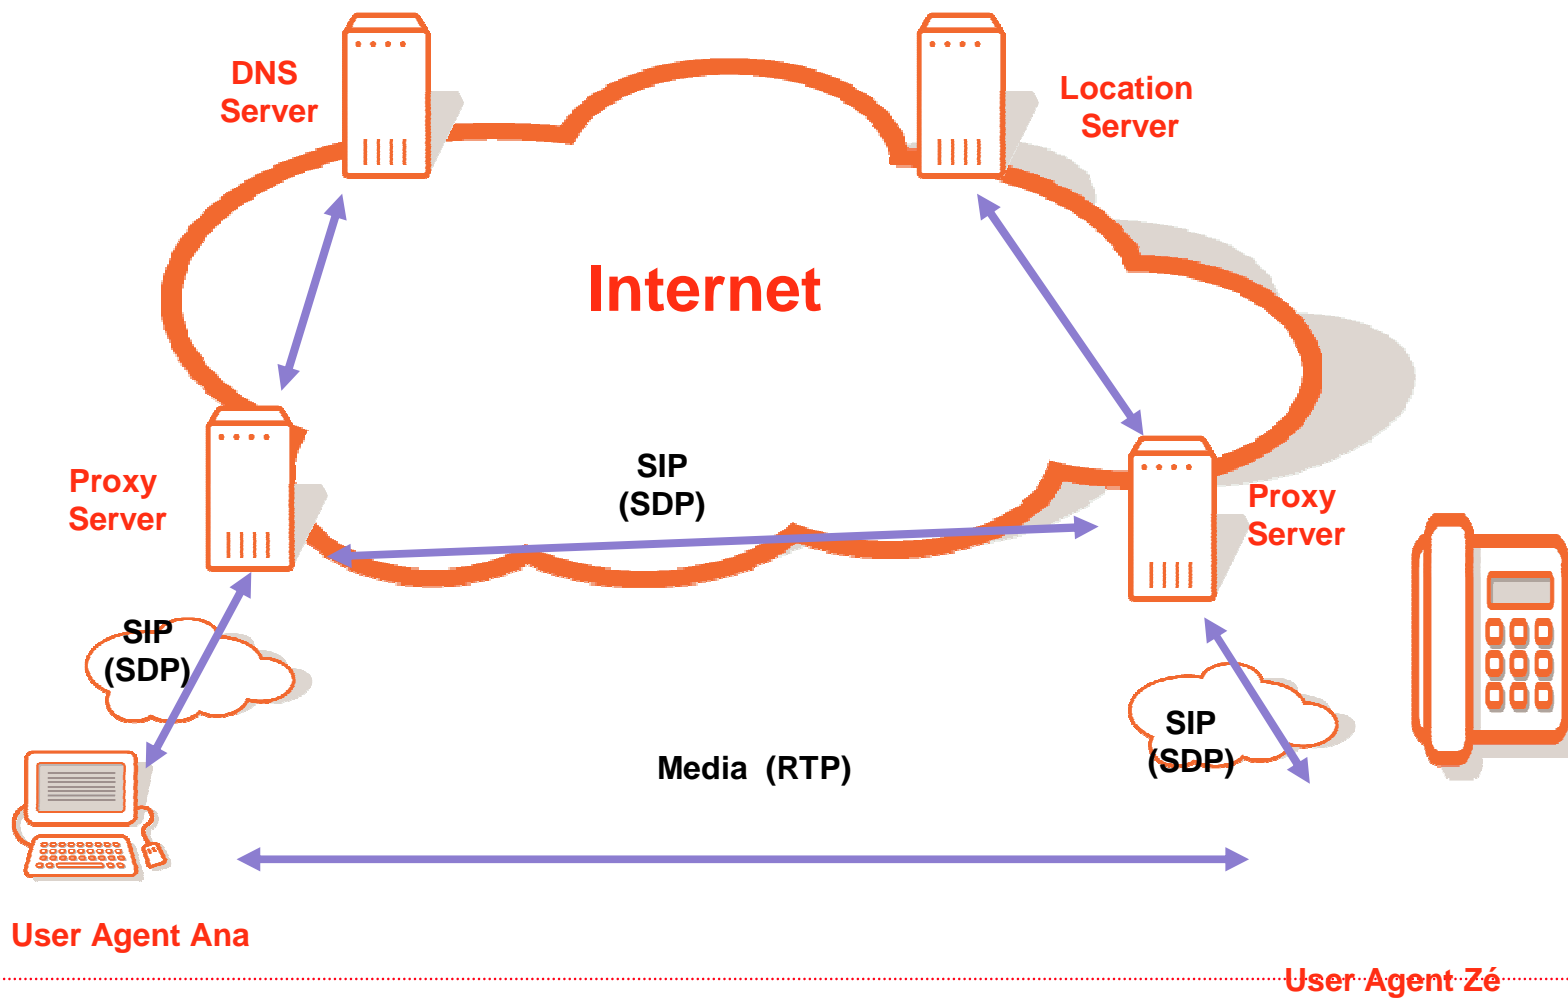 DNS
Server
Location
Server
Internet
SIP
(SDP)
Proxy
Server
Proxy
Server
SIP
(SDP)
SIP
(SDP)
Media (RTP)
User Agent Ana
User Agent Zé